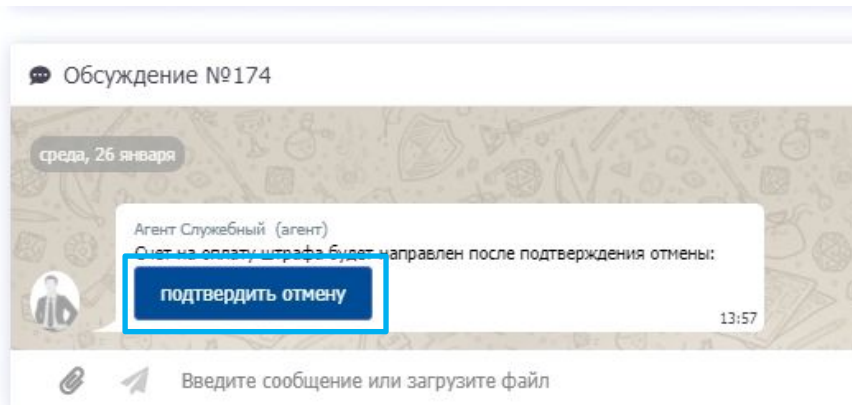 Обсуждение №174
среда, 26 января
Агент Служебный (агент)
Счет на оплату штрафа будет направлен после подтверждения отмены:
подтвердить отмену
13:57
Введите сообщение или загрузите файл